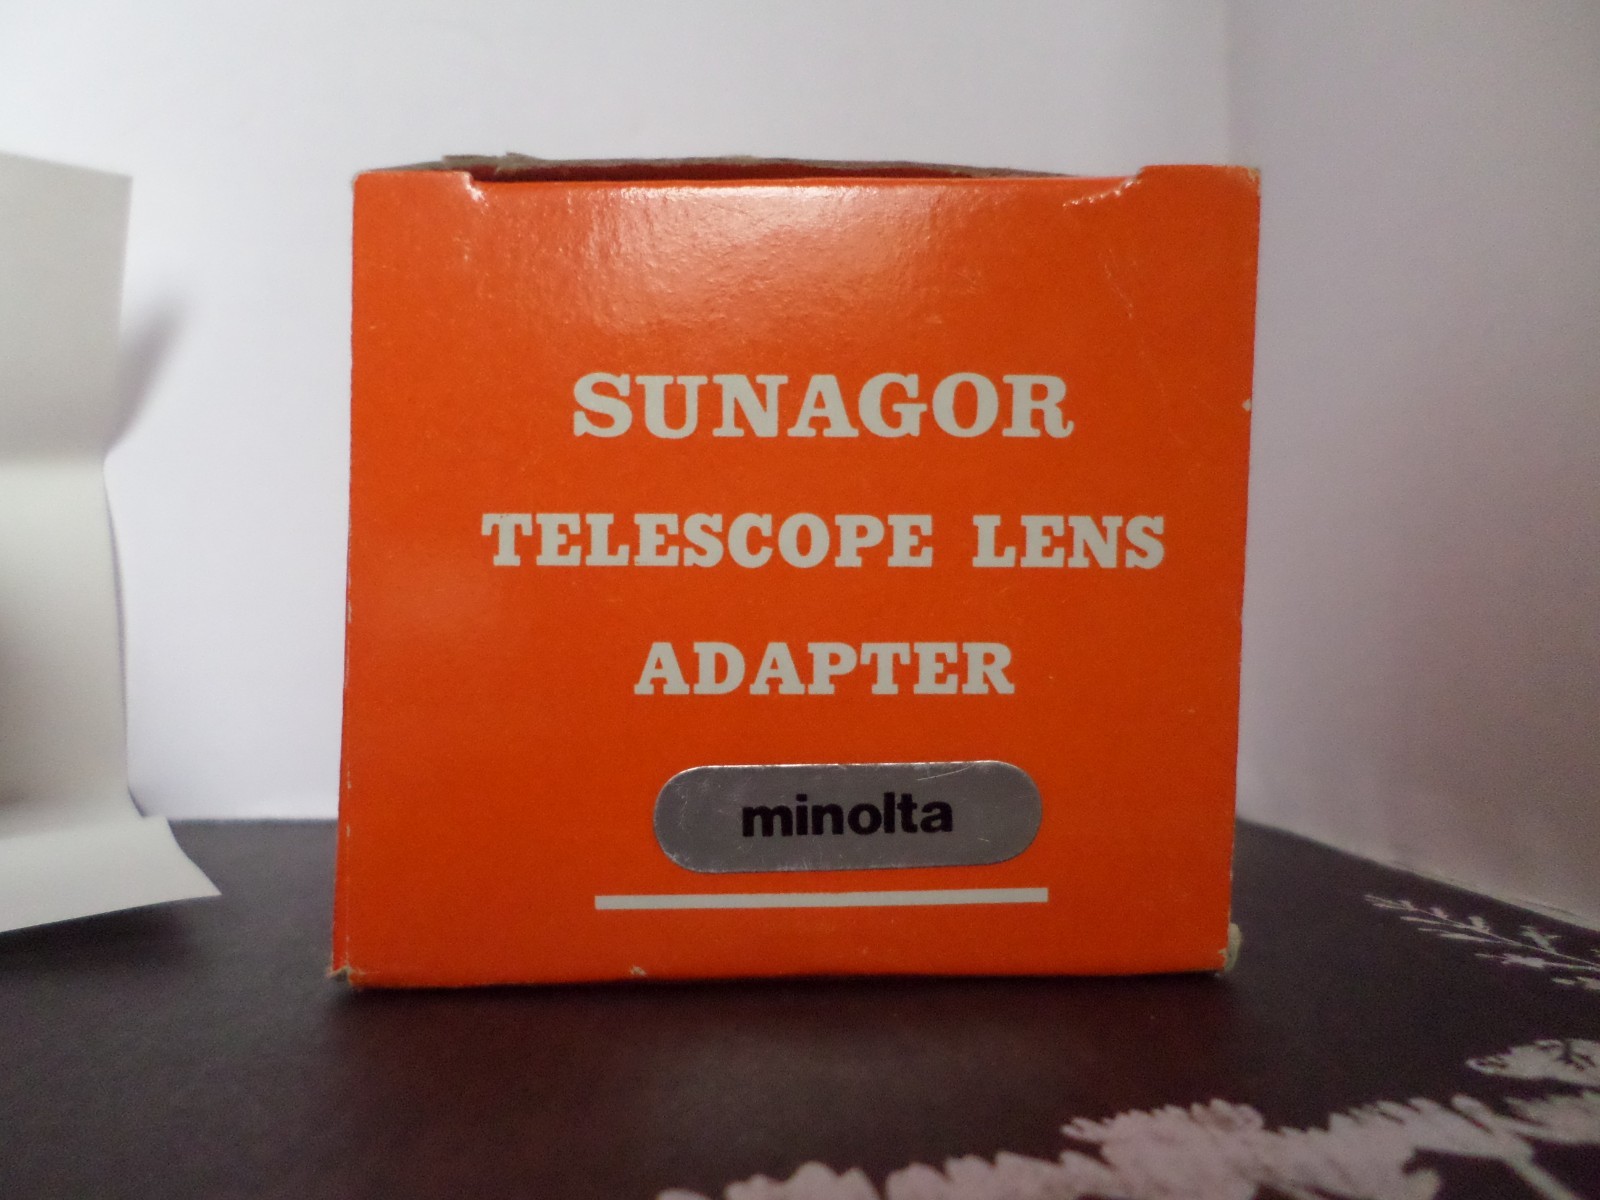 SUNAGOR
TELESCOPE LENS
ADAPTER
minolta